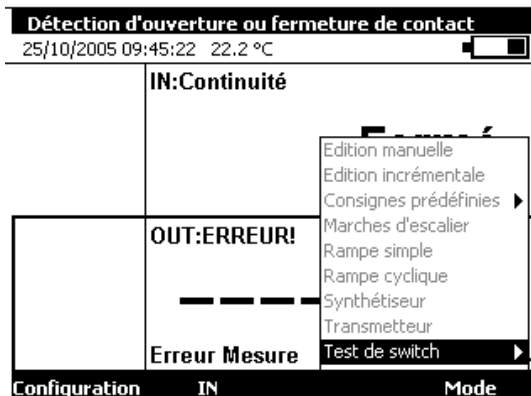 Détection d'ouverture ou fermeture de contact
25/10/2005 09:45:22 22.2 °C
IN:Continuité
Edition manuelle
Edition incrémentale
Consignes prédéfinies
Marches d'escalier
Rampe simple
Rampe cyclique
Synthétiseur
Transmetteur
Test de switch
OUT:ERREUR!
----
Erreur Mesure
Configuration IN Mode